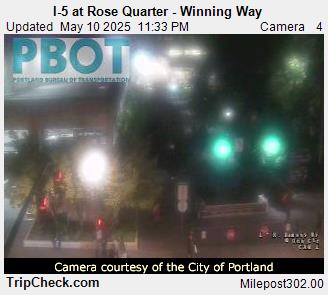 I-5 at Rose Quarter - Winning Way
Updated May 10 2025 11:33 PM Camera 4
PBOT
PORTLAND BUREAU OF TRANSPORTATION
Camera courtesy of the City of Portland
TripCheck.com Milepost302.00